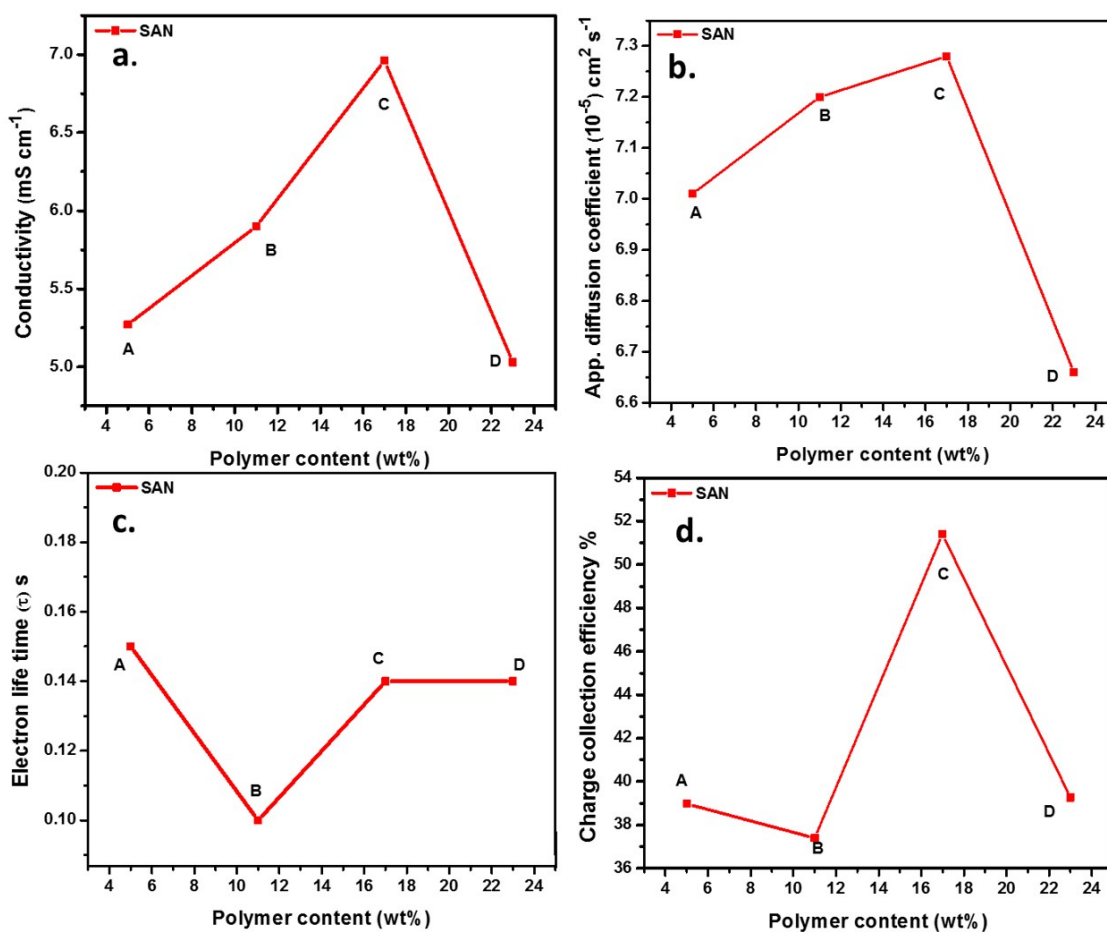 SAN
a.
7.0
6.5
6.0
5.5
5.0
Conductivity (mS cm⁻¹)
A
B
C
D
4 6 8 10 12 14 16 18 20 22 24
Polymer content (wt%)
SAN
b.
7.3
7.2
7.1
7.0
6.9
6.8
6.7
6.6
App. diffusion coefficient (10⁻⁵) cm² s⁻¹
A
B
C
D
4 6 8 10 12 14 16 18 20 22 24
Polymer content (wt%)
SAN
c.
0.20
0.18
0.16
0.14
0.12
0.10
Electron life time (τ) s
A
B
C
D
4 6 8 10 12 14 16 18 20 22 24
Polymer content (wt%)
SAN
d.
54
52
50
48
46
44
42
40
38
36
Charge collection efficiency %
A
B
C
D
4 6 8 10 12 14 16 18 20 22 24
Polymer content (wt%)